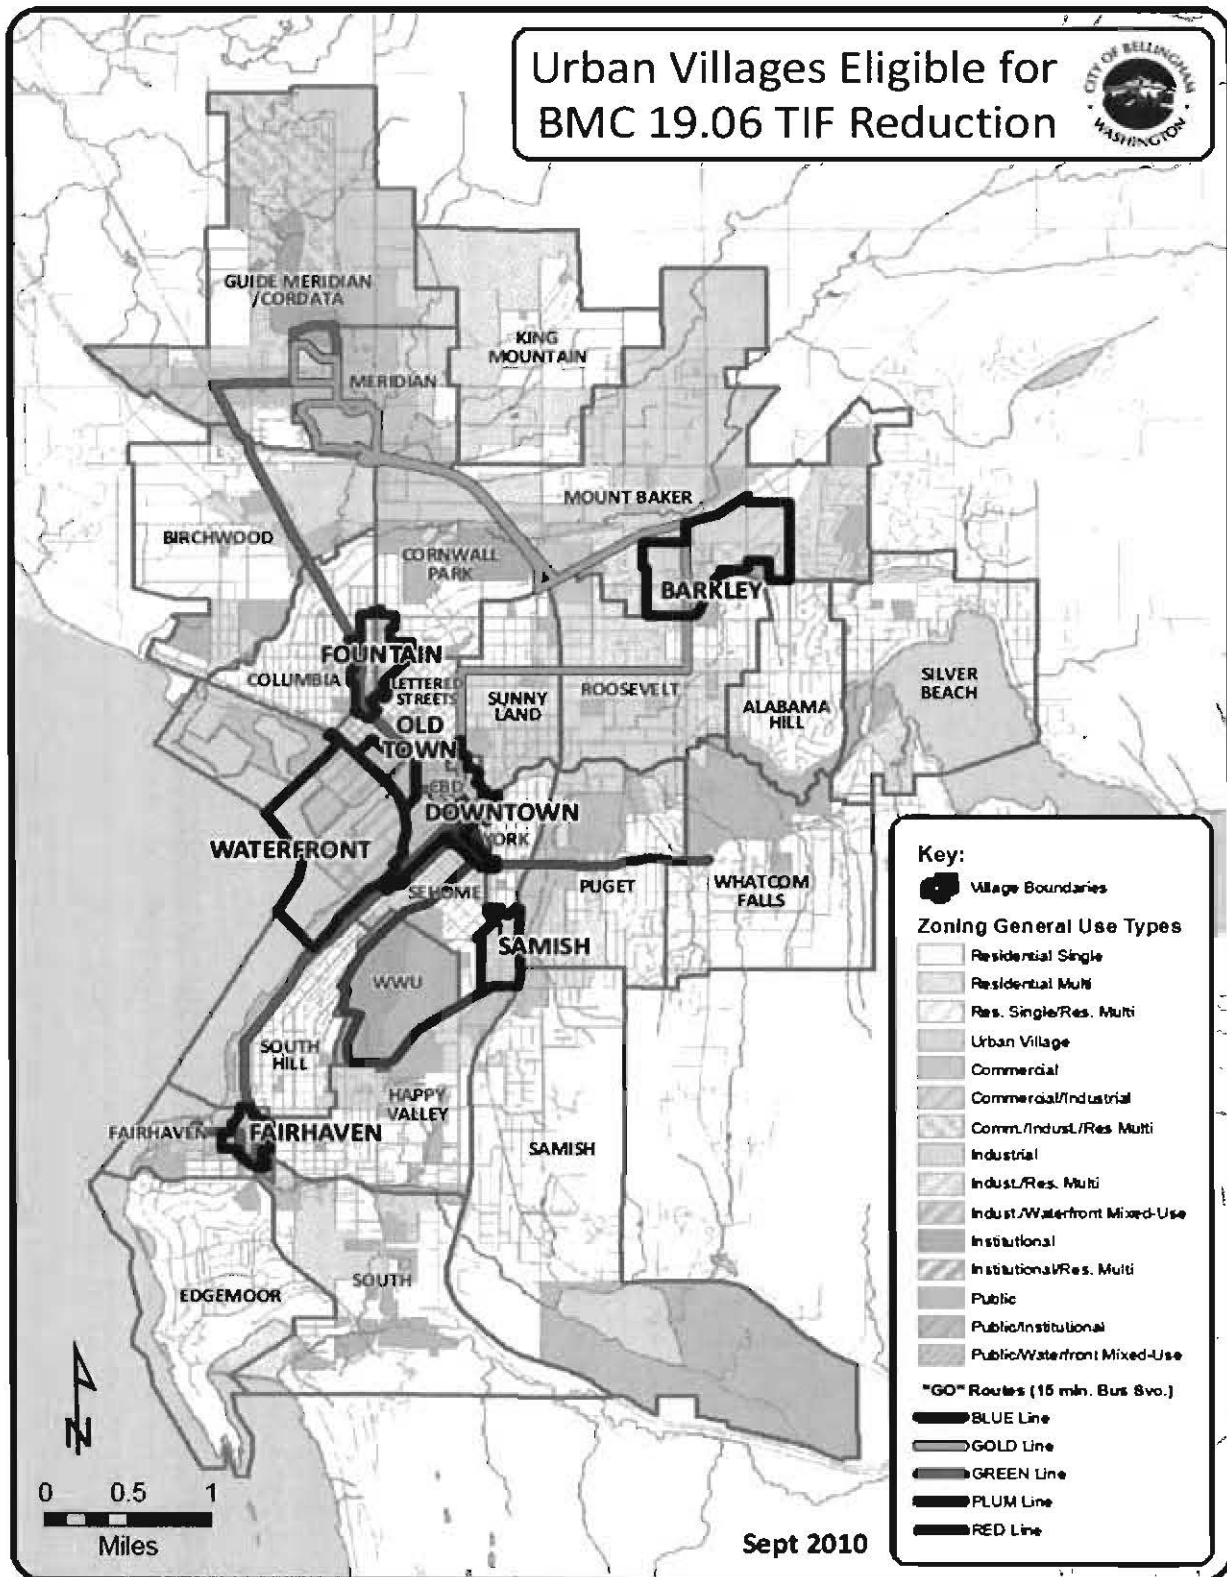 Urban Villages Eligible for
BMC 19.06 TIF Reduction
CITY OF BELLINGHAM
WASHINGTON
GUIDE MERIDIAN
/CORDATA
KING
MOUNTAIN
MERIDIAN
MOUNT BAKER
BIRCHWOOD
CORNWALL
PARK
BARKLEY
FOUNTAIN
COLUMBIA
LETTERED
STREETS
SUNNY
LAND
ROOSEVELT
ALABAMA
HILL
SILVER
BEACH
OLD
TOWN
CBD
DOWNTOWN
YORK
WATERFRONT
SEHOME
PUGET
WHATCOM
FALLS
SAMISH
WWU
SOUTH
HILL
HAPPY
VALLEY
FAIRHAVEN
FAIRHAVEN
SAMISH
EDGEMOOR
SOUTH
Key:
Village Boundaries
Zoning General Use Types
Residential Single
Residential Multi
Res. Single/Res. Multi
Urban Village
Commercial
Commercial/Industrial
Comm./Indust./Res Multi
Industrial
Indust./Res. Multi
Indust./Waterfront Mixed-Use
Institutional
Institutional/Res. Multi
Public
Public/Institutional
Public/Waterfront Mixed-Use
"GO" Routes (15 min. Bus Svc.)
BLUE Line
GOLD Line
GREEN Line
PLUM Line
RED Line
N
0 0.5 1
Miles
Sept 2010